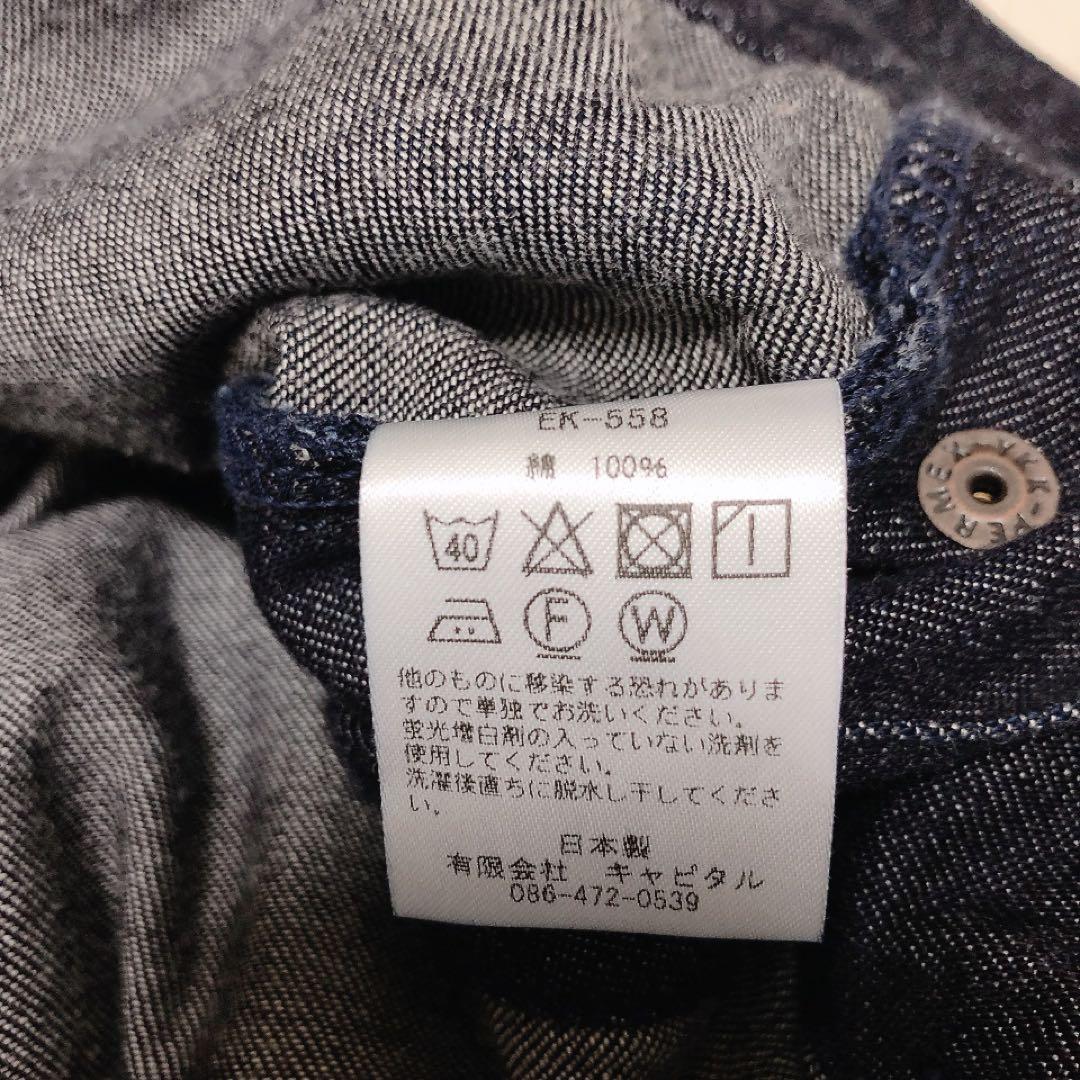 EK-558
綿 100%
40
F
W
他のものに移染する恐れがありま
すので単独でお洗いください。
蛍光増白剤の入っていない洗剤を
使用してください。
洗濯後直ちに脱水し干してくださ
い。
日本製
有限会社 キャピタル
086-472-0539
YKK-VERMEX-